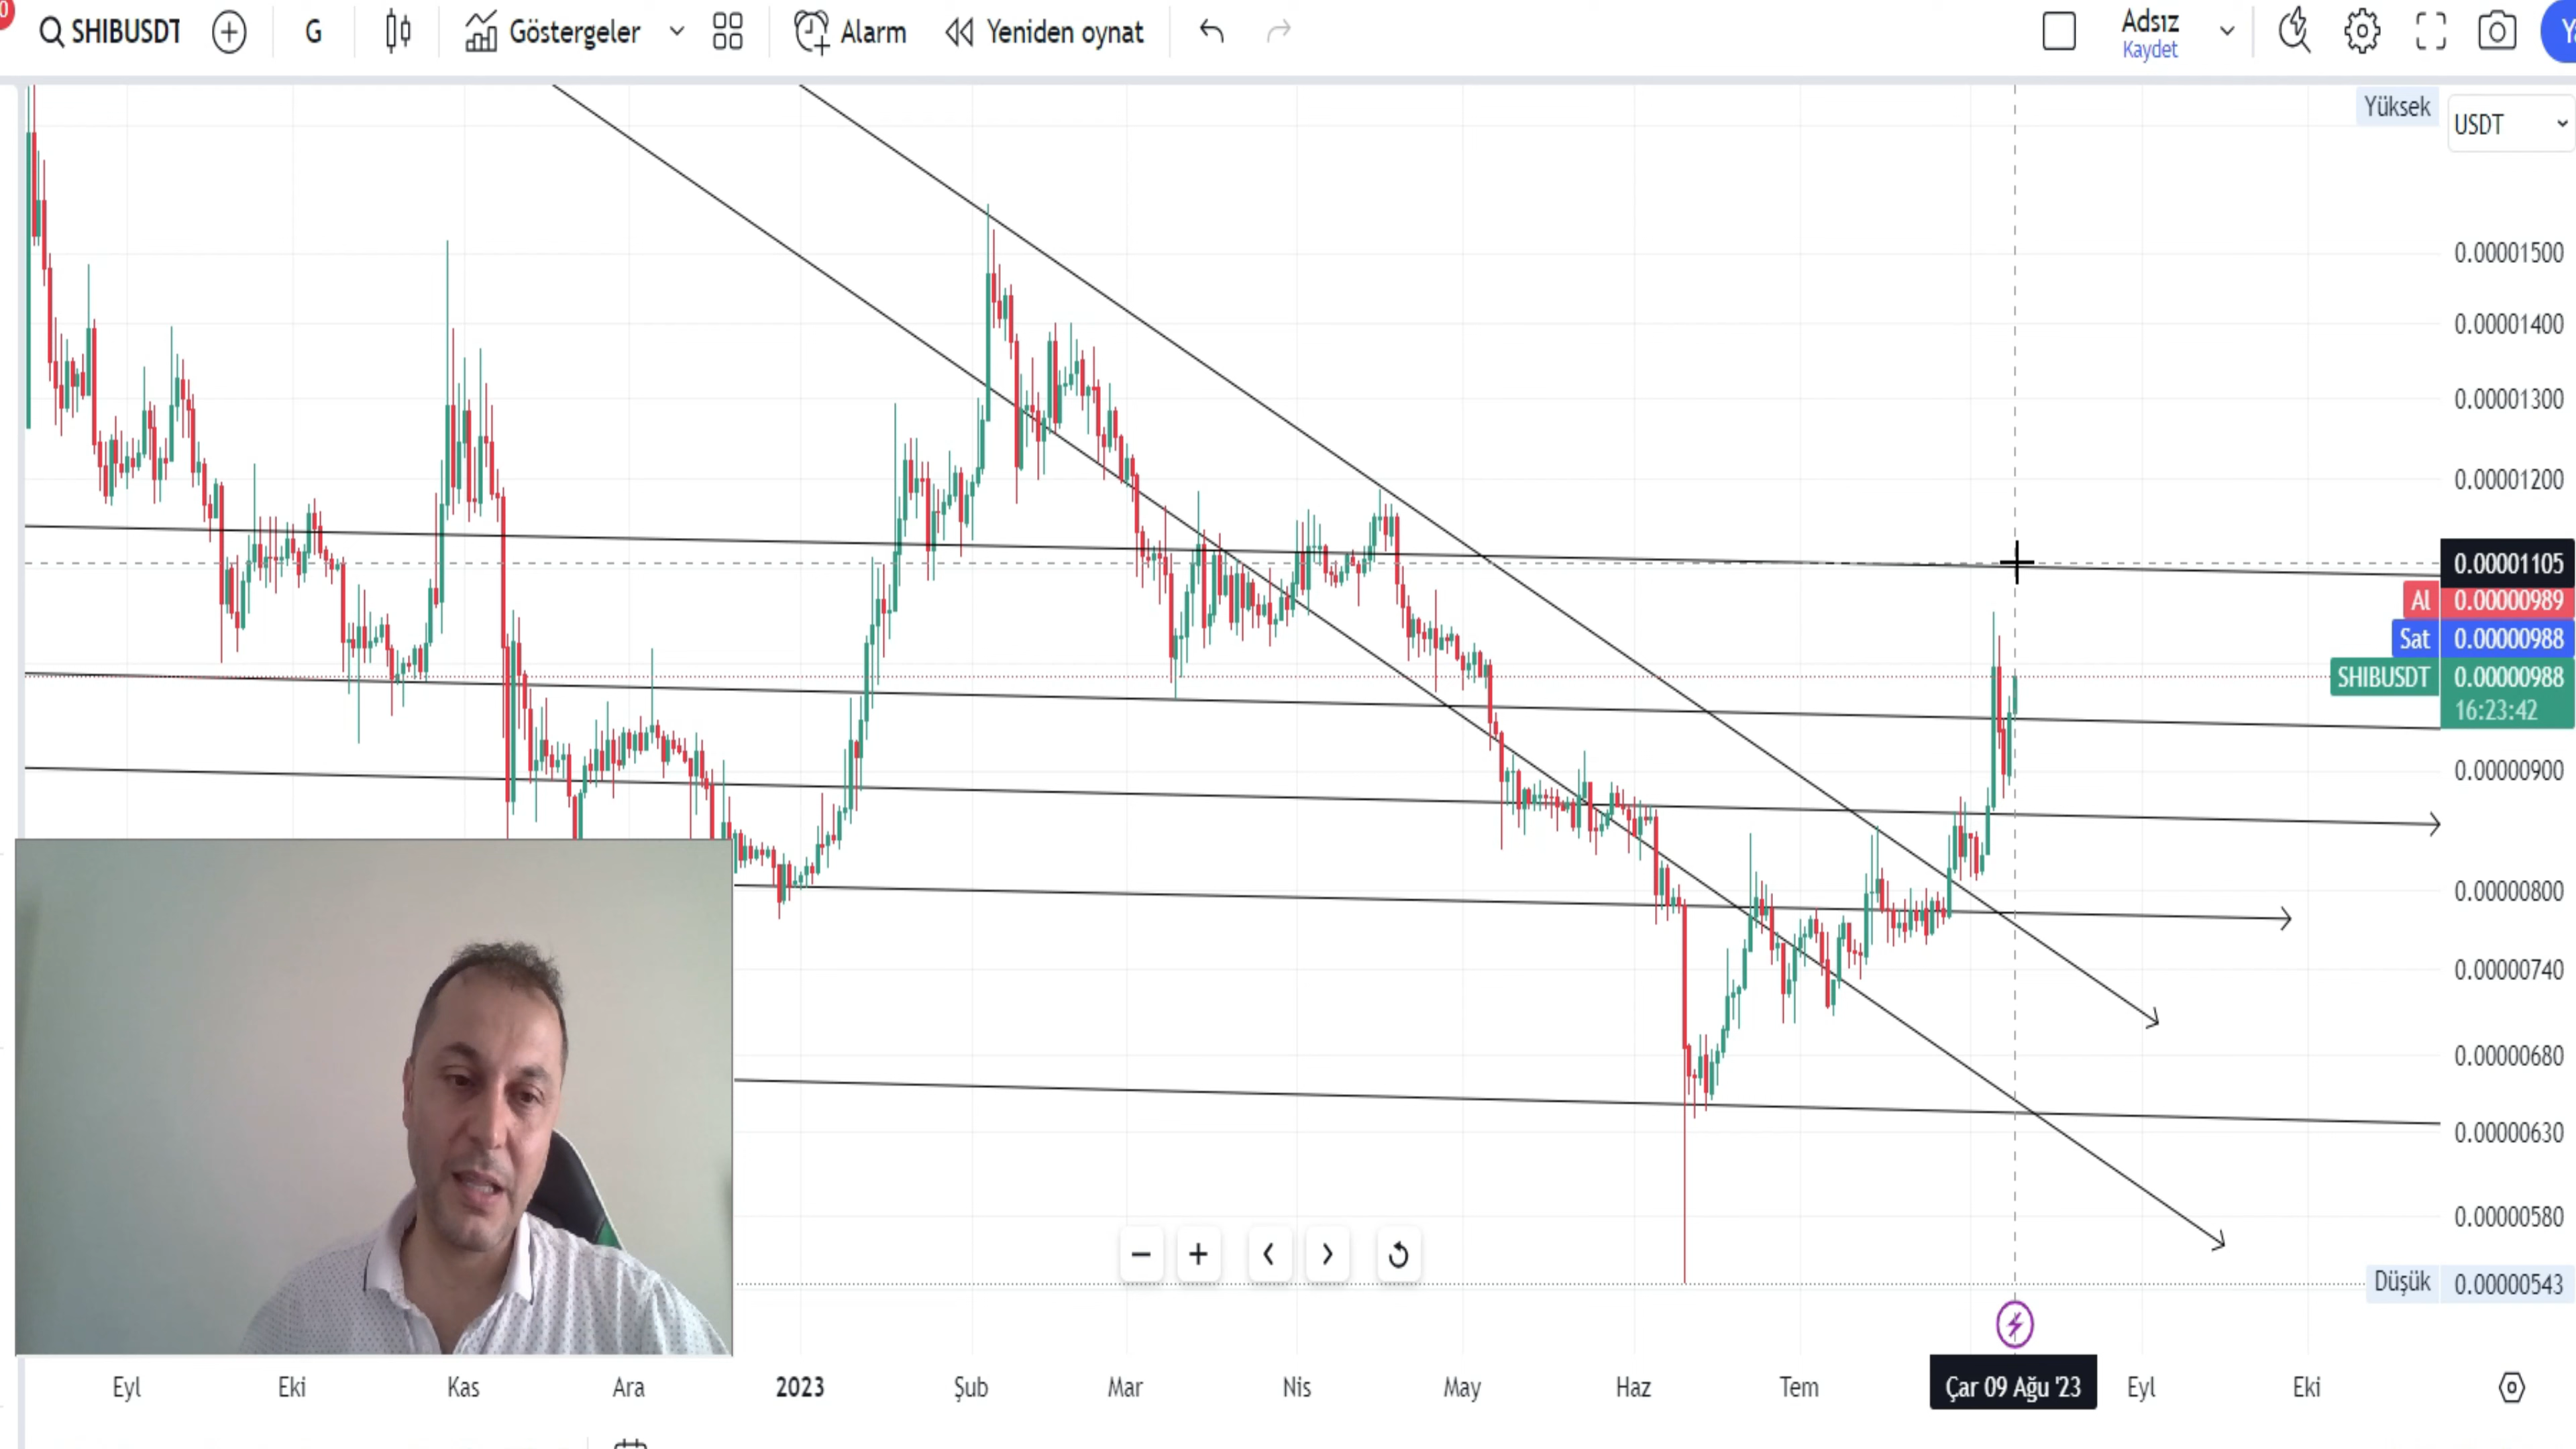 SHIBUSDT
G
Göstergeler
Alarm
Yeniden oynat
Adsız
Kaydet
Yüksek
USDT
0.00001500
0.00001400
0.00001300
0.00001200
0.00001105
Al 0.00000989
Sat 0.00000988
SHIBUSDT 0.00000988
16:23:42
0.00000900
0.00000800
0.00000740
0.00000680
0.00000630
0.00000580
Düşük 0.00000543
Eyl Eki Kas Ara 2023 Şub Mar Nis May Haz Tem Çar 09 Ağu '23 Eyl Eki